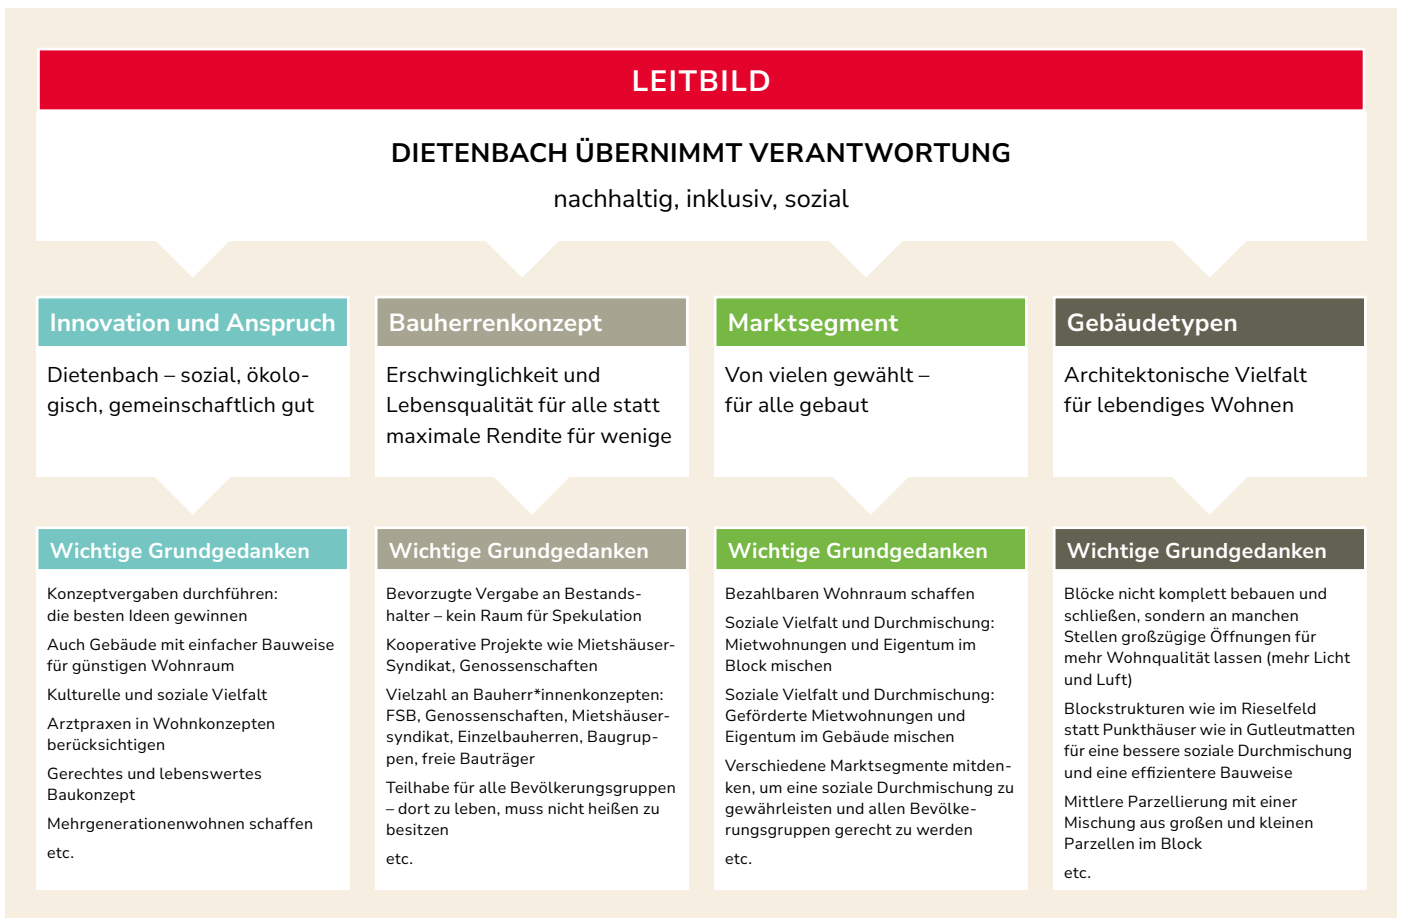 LEITBILD
DIETENBACH ÜBERNIMMT VERANTWORTUNG
nachhaltig, inklusiv, sozial
Innovation und Anspruch
Dietenbach – sozial, ökolo-
gisch, gemeinschaftlich gut
Wichtige Grundgedanken
Konzeptvergaben durchführen:
die besten Ideen gewinnen
Auch Gebäude mit einfacher Bauweise
für günstigen Wohnraum
Kulturelle und soziale Vielfalt
Arztpraxen in Wohnkonzepten
berücksichtigen
Gerechtes und lebenswertes
Baukonzept
Mehrgenerationenwohnen schaffen
etc.
Bauherrenkonzept
Erschwinglichkeit und
Lebensqualität für alle statt
maximale Rendite für wenige
Wichtige Grundgedanken
Bevorzugte Vergabe an Bestands-
halter – kein Raum für Spekulation
Kooperative Projekte wie Mietshäuser-
Syndikat, Genossenschaften
Vielzahl an Bauherr*innenkonzepten:
FSB, Genossenschaften, Mietshäuser-
syndikat, Einzelbauherren, Baugrup-
pen, freie Bauträger
Teilhabe für alle Bevölkerungsgruppen
– dort zu leben, muss nicht heißen zu
besitzen
etc.
Marktsegment
Von vielen gewählt –
für alle gebaut
Wichtige Grundgedanken
Bezahlbaren Wohnraum schaffen
Soziale Vielfalt und Durchmischung:
Mietwohnungen und Eigentum im
Block mischen
Soziale Vielfalt und Durchmischung:
Geförderte Mietwohnungen und
Eigentum im Gebäude mischen
Verschiedene Marktsegmente mitden-
ken, um eine soziale Durchmischung zu
gewährleisten und allen Bevölke-
rungsgruppen gerecht zu werden
etc.
Gebäudetypen
Architektonische Vielfalt
für lebendiges Wohnen
Wichtige Grundgedanken
Blöcke nicht komplett bebauen und
schließen, sondern an manchen
Stellen großzügige Öffnungen für
mehr Wohnqualität lassen (mehr Licht
und Luft)
Blockstrukturen wie im Rieselfeld
statt Punkthäuser wie in Gutleutmatten
für eine bessere soziale Durchmischung
und eine effizientere Bauweise
Mittlere Parzellierung mit einer
Mischung aus großen und kleinen
Parzellen im Block
etc.